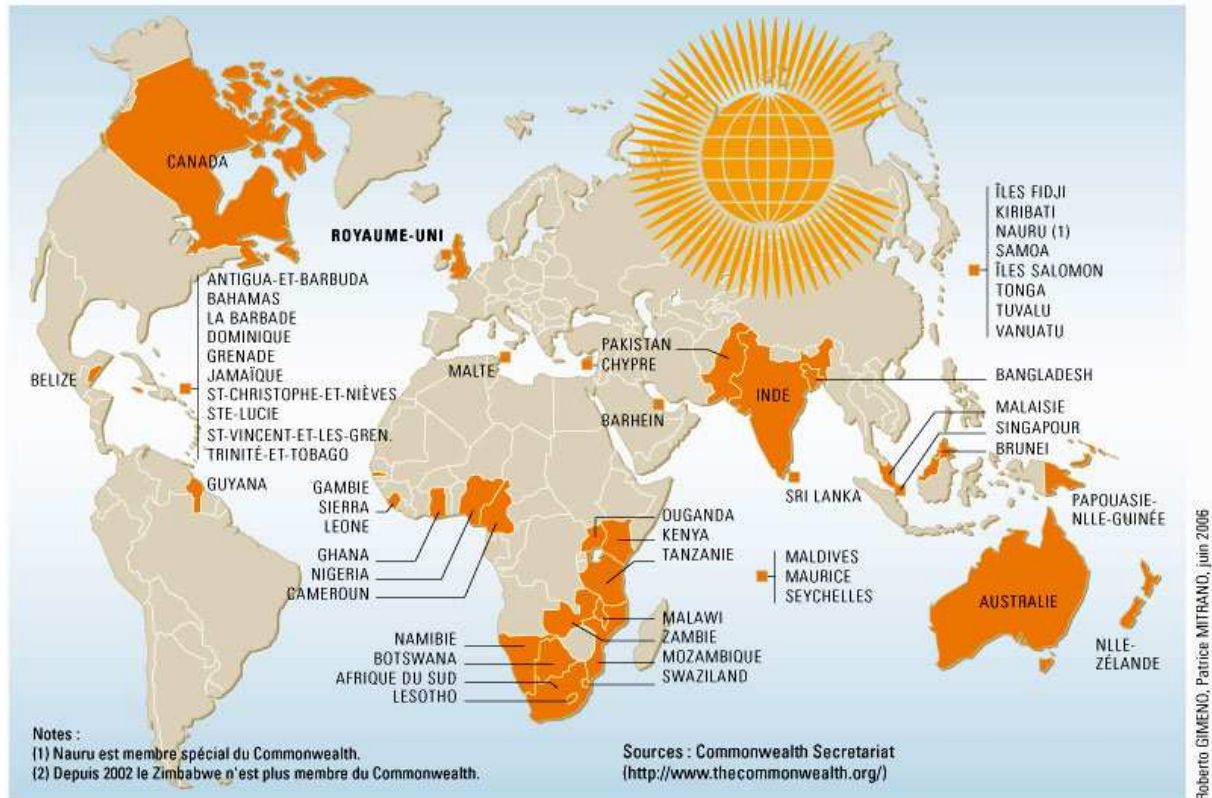 CANADA
ROYAUME-UNI
ANTIGUA-ET-BARBUDA
BAHAMAS
LA BARBADE
DOMINIQUE
GRENADE
JAMAÏQUE
ST-CHRISTOPHE-ET-NIÈVES
STE-LUCIE
ST-VINCENT-ET-LES-GREN.
TRINITÉ-ET-TOBAGO
BELIZE
GUYANA
MALTE
PAKISTAN
CHYPRE
BARHEIN
INDE
ÎLES FIDJI
KIRIBATI
NAURU (1)
SAMOA
ÎLES SALOMON
TONGA
TUVALU
VANUATU
BANGLADESH
MALAISIE
SINGAPOUR
BRUNEI
SRI LANKA
PAPOUASIE-
NLLE-GUINÉE
GAMBIE
SIERRA
LEONE
GHANA
NIGERIA
CAMEROUN
OUGANDA
KENYA
TANZANIE
MALDIVES
MAURICE
SEYCHELLES
MALAWI
ZAMBIE
MOZAMBIQUE
SWAZILAND
NAMIBIE
BOTSWANA
AFRIQUE DU SUD
LESOTHO
AUSTRALIE
NLLE-
ZÉLANDE
Notes :
(1) Nauru est membre spécial du Commonwealth.
(2) Depuis 2002 le Zimbabwe n'est plus membre du Commonwealth.
Sources : Commonwealth Secretariat
(http://www.thecommonwealth.org/)
Roberto GIMENO, Patrice MITRANO, juin 2006